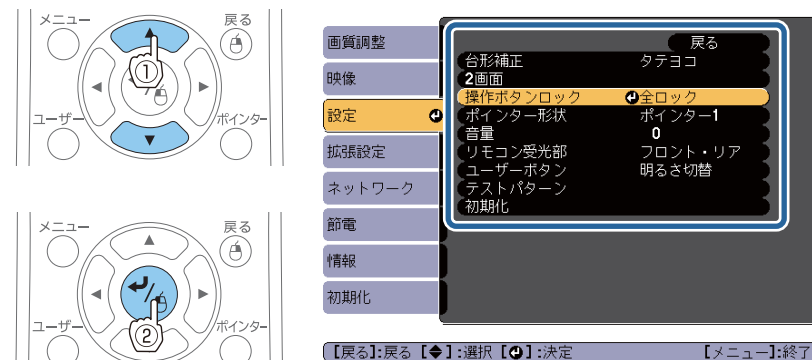 メニュー 戻る
①
ユーザー ポインター
メニュー 戻る
ユーザー ポインター
②
画質調整
映像
設定
拡張設定
ネットワーク
節電
情報
初期化
戻る
台形補正 タテヨコ
2画面
操作ボタンロック 全ロック
ポインター形状 ポインター1
音量 0
リモコン受光部 フロント・リア
ユーザーボタン 明るさ切替
テストパターン
初期化
[戻る]:戻る [◆]:選択 [⏎]:決定 [メニュー]:終了